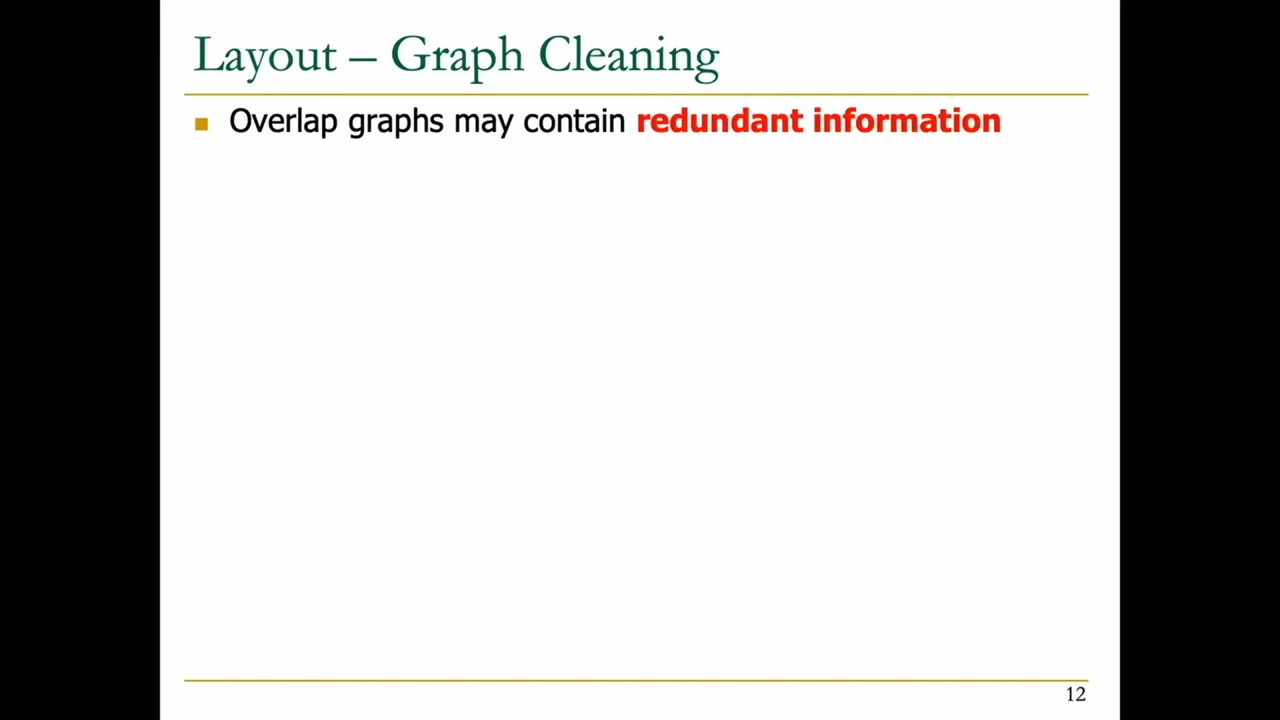 Layout – Graph Cleaning
Overlap graphs may contain redundant information
12